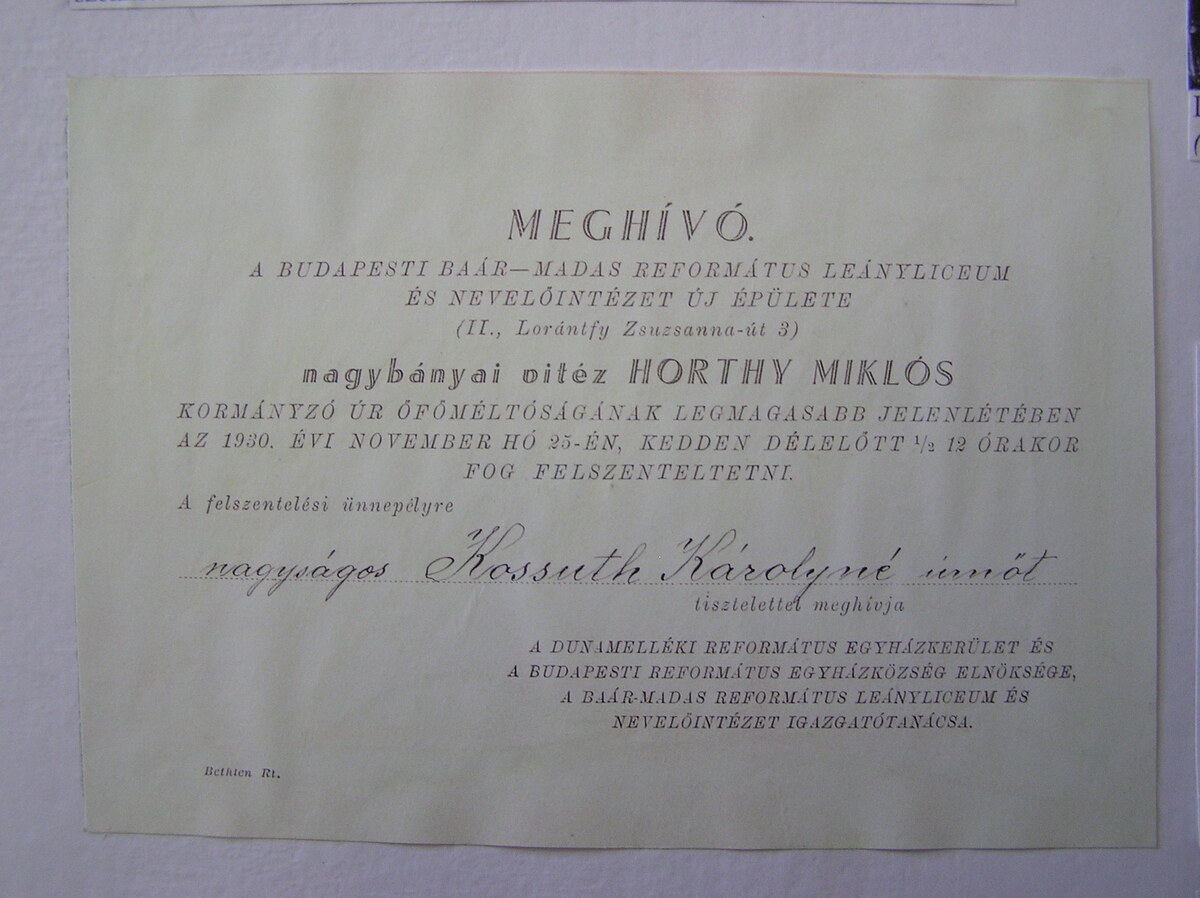 MEGHÍVÓ.
A BUDAPESTI BAÁR—MADAS REFORMÁTUS LEÁNYLICEUM
ÉS NEVELŐINTÉZET ÚJ ÉPÜLETE
(II., Lorántfy Zsuzsanna-út 3)
nagybányai vitéz HORTHY MIKLÓS
KORMÁNYZÓ ÚR ŐFŐMÉLTÓSÁGÁNAK LEGMAGASABB JELENLÉTÉBEN
AZ 1930. ÉVI NOVEMBER HÓ 25-ÉN, KEDDEN DÉLELŐTT ½ 12 ÓRAKOR
FOG FELSZENTELTETNI.
A felszentelési ünnepélyre
nagyságos Kossuth Károlyné úrnőt
tisztelettel meghívja
A DUNAMELLÉKI REFORMÁTUS EGYHÁZKERÜLET ÉS
A BUDAPESTI REFORMÁTUS EGYHÁZKÖZSÉG ELNÖKSÉGE,
A BAÁR-MADAS REFORMÁTUS LEÁNYLICEUM ÉS
NEVELŐINTÉZET IGAZGATÓTANÁCSA.
Bethlen Rt.